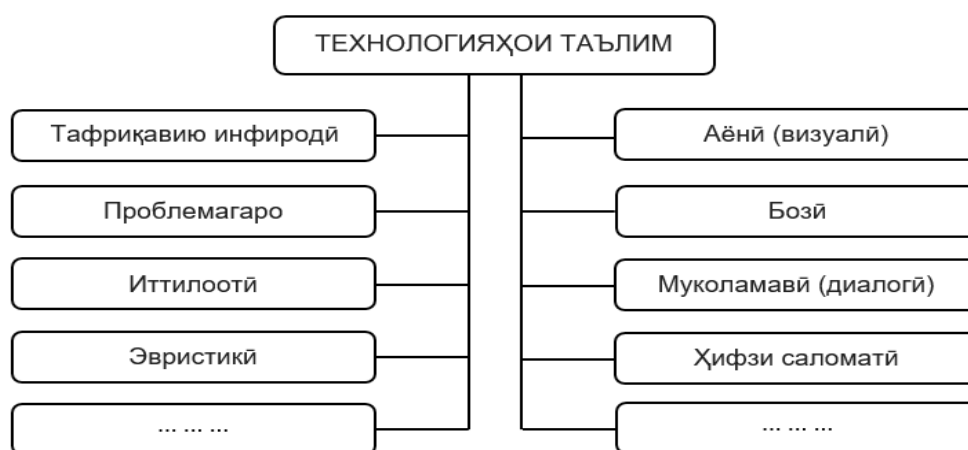 ТЕХНОЛОГИЯҲОИ ТАЪЛИМ
Тафриқавию инфиродӣ
Проблемагаро
Иттилоотӣ
Эвристикӣ
... ... ...
Аёнӣ (визуалӣ)
Бозӣ
Муколамавӣ (диалогӣ)
Ҳифзи саломатӣ
... ... ...